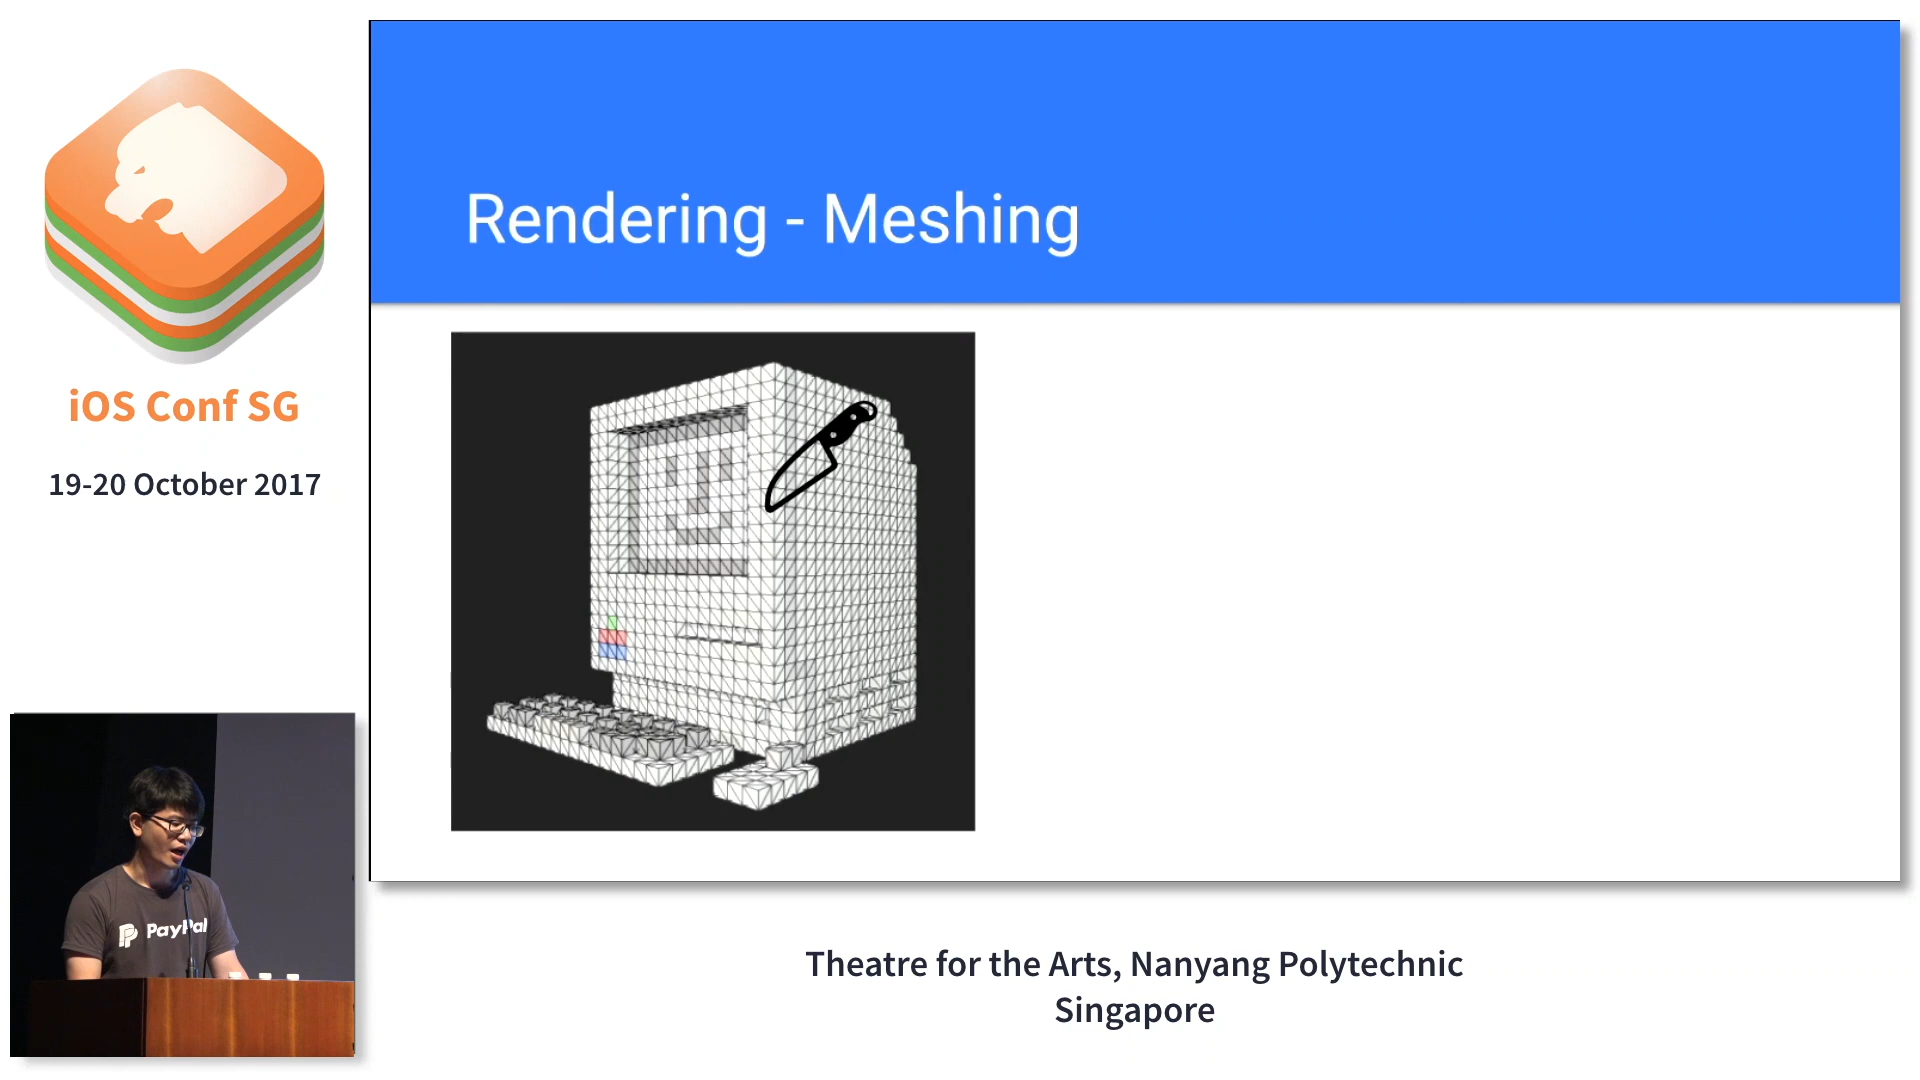 Rendering - Meshing
iOS Conf SG
19-20 October 2017
PayPal
Theatre for the Arts, Nanyang Polytechnic
Singapore